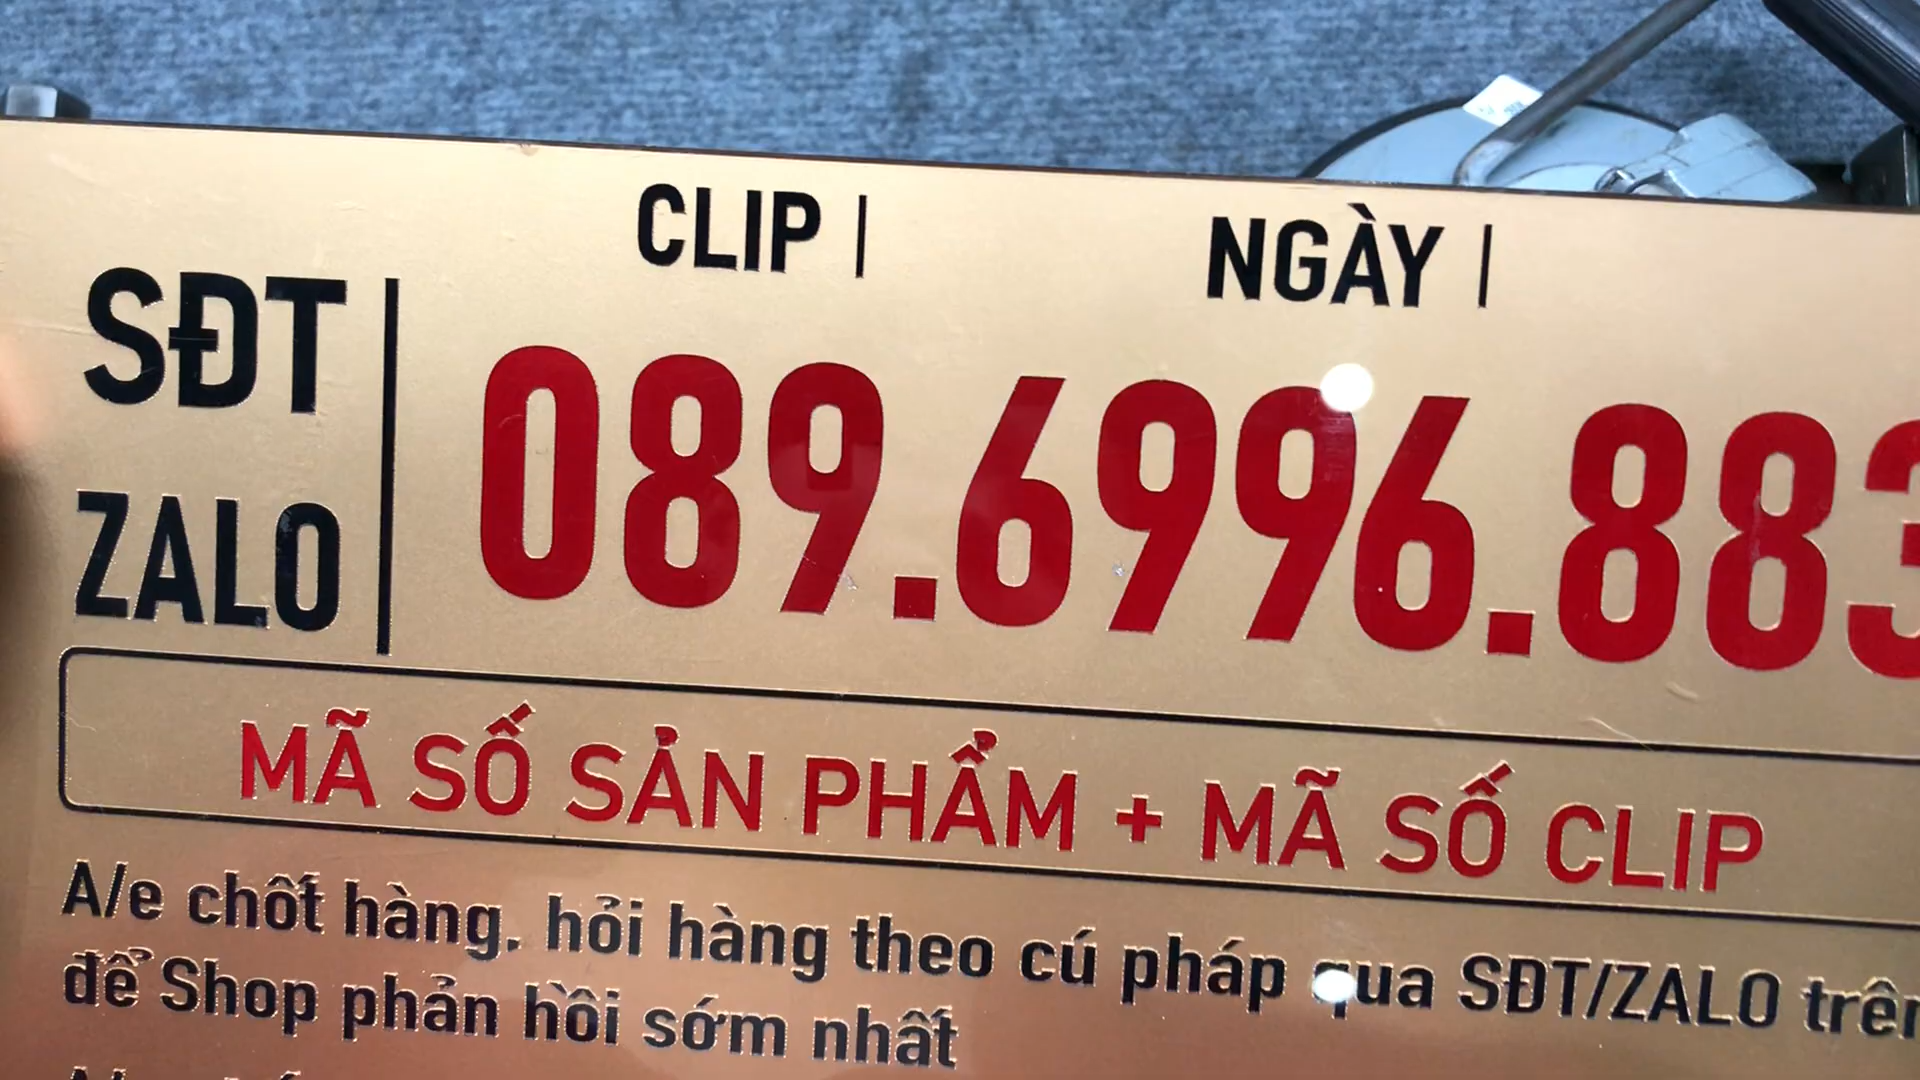 CLIP | NGÀY |
SĐT
ZALO
089.6996.883
MÃ SỐ SẢN PHẨM + MÃ SỐ CLIP
A/e chốt hàng, hỏi hàng theo cú pháp qua SĐT/ZALO trên
để Shop phản hồi sớm nhất